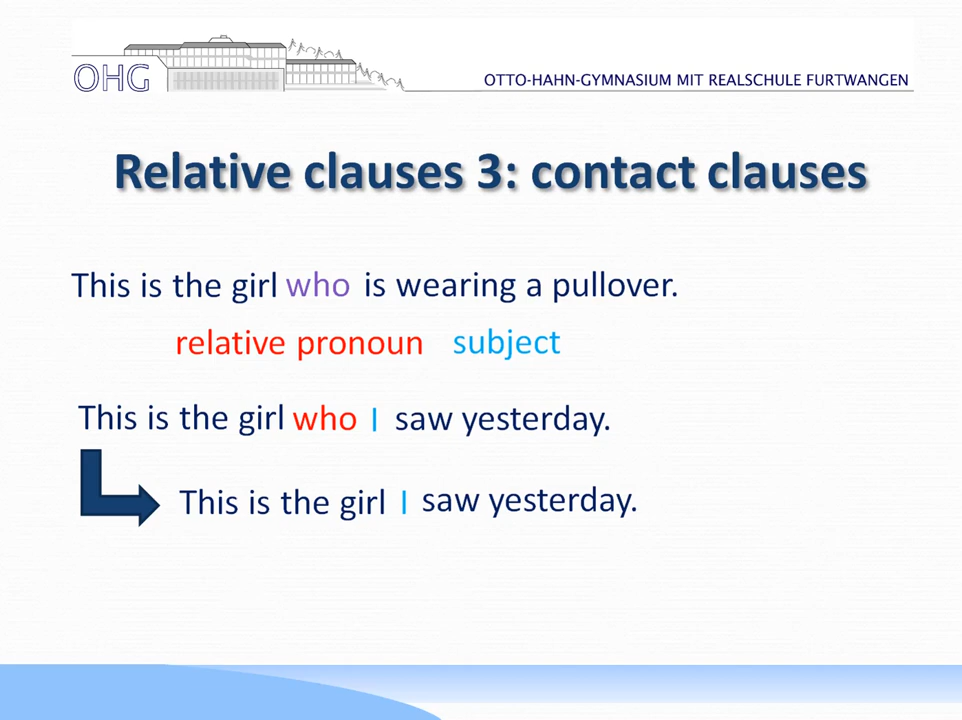 OHG
OTTO-HAHN-GYMNASIUM MIT REALSCHULE FURTWANGEN
Relative clauses 3: contact clauses
This is the girl who is wearing a pullover.
relative pronoun subject
This is the girl who I saw yesterday.
This is the girl I saw yesterday.